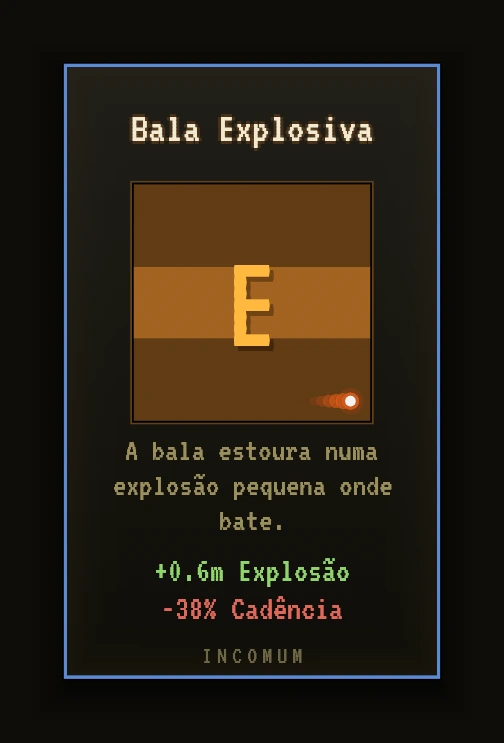 Bala Explosiva
E
A bala estoura numa
explosão pequena onde
bate.
+0.6m Explosão
-38% Cadência
INCOMUM